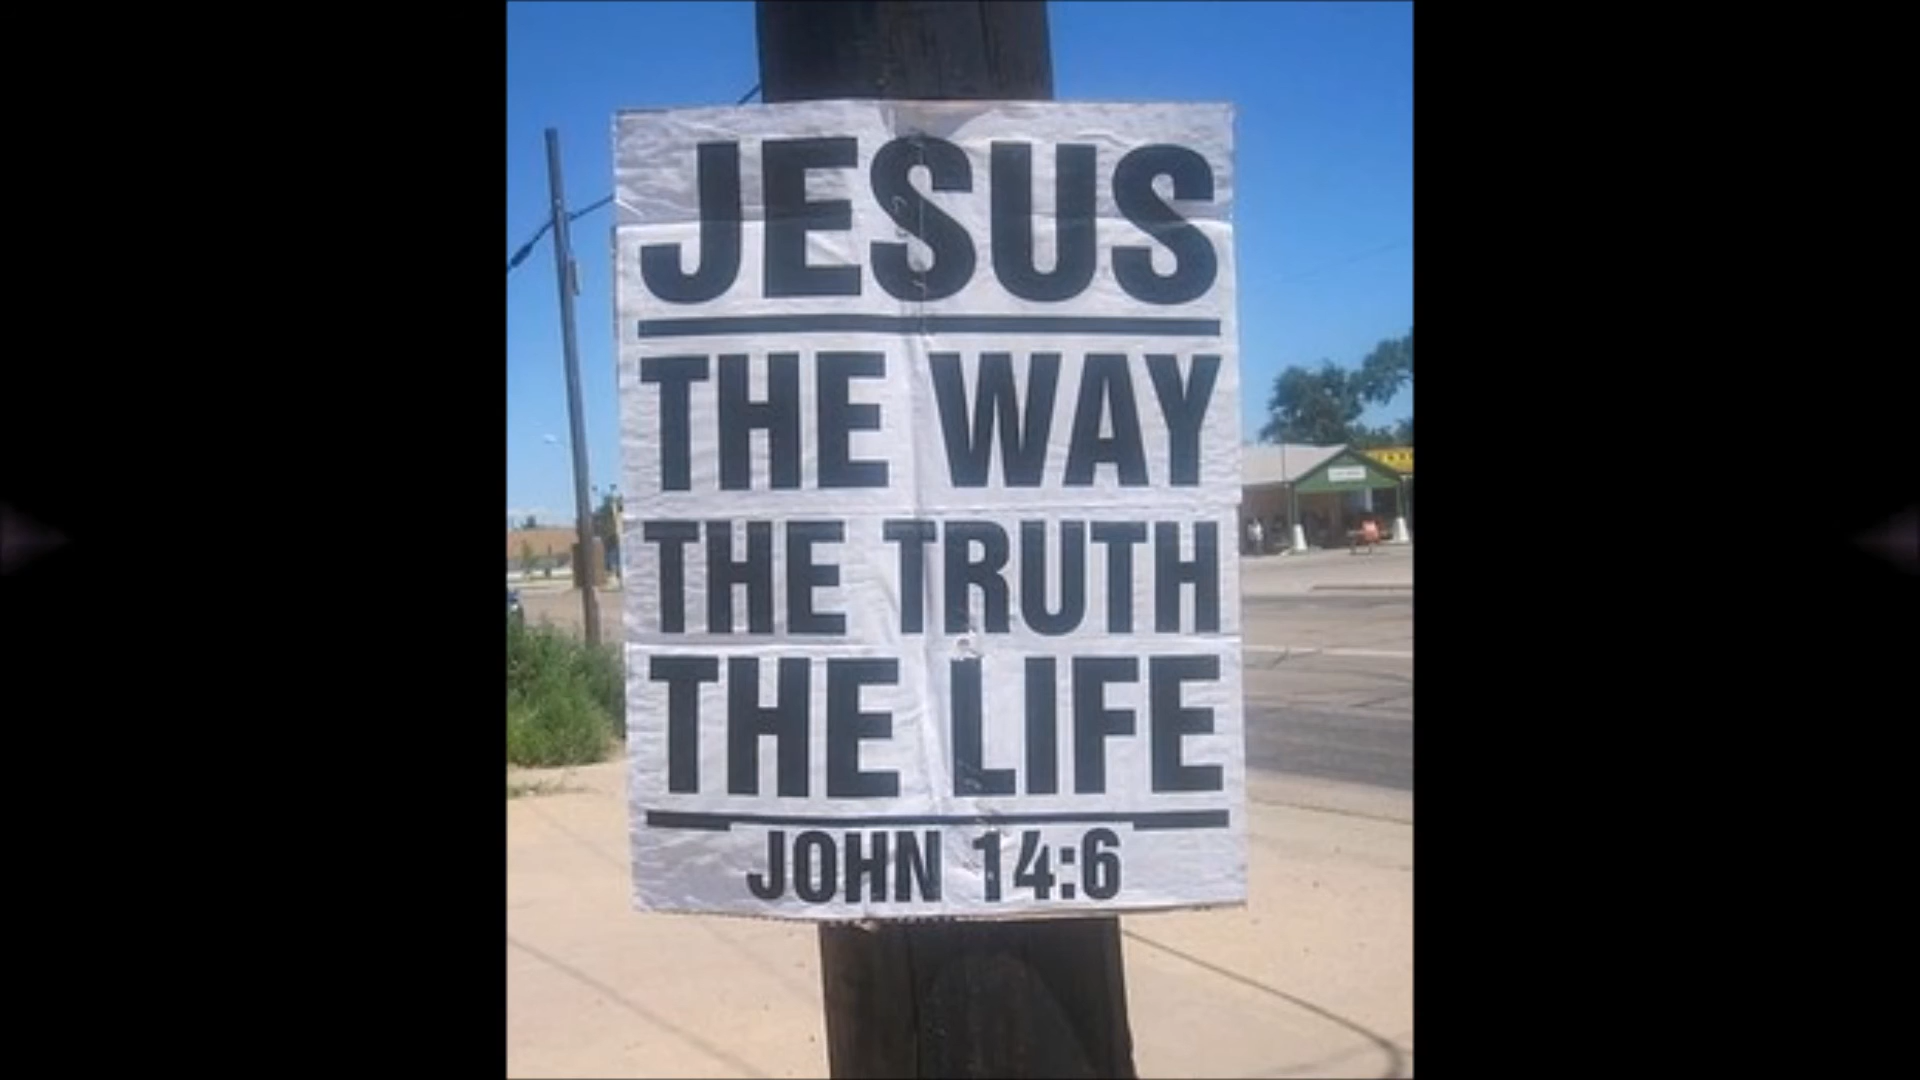 JESUS
THE WAY
THE TRUTH
THE LIFE
JOHN 14:6